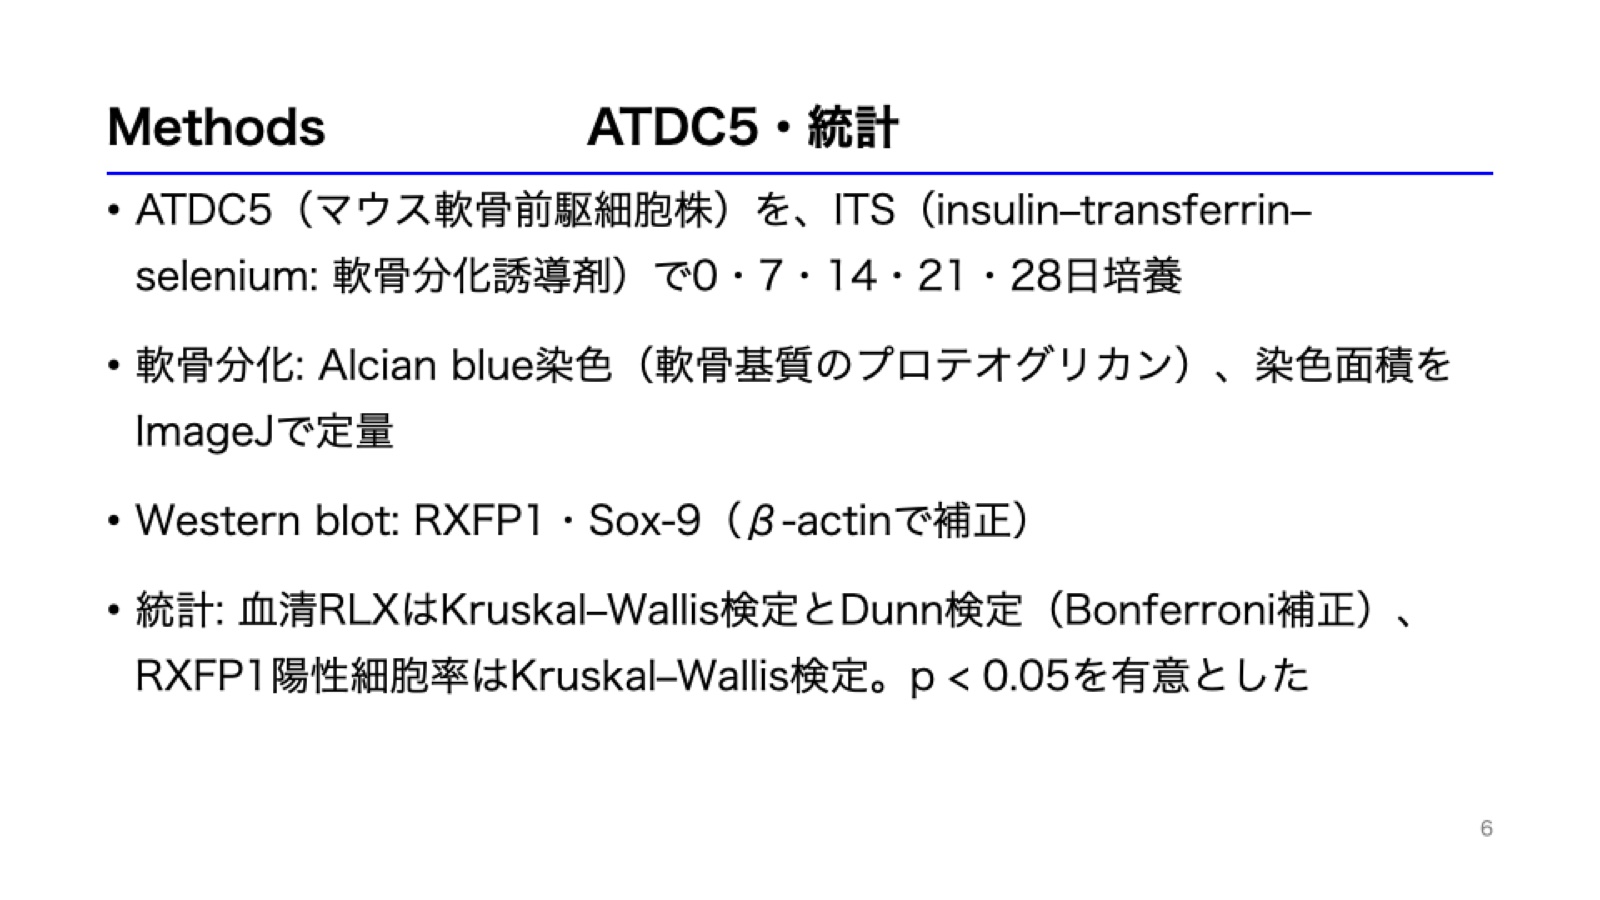 Methods ATDC5・統計
• ATDC5（マウス軟骨前駆細胞株）を、ITS（insulin–transferrin–
selenium: 軟骨分化誘導剤）で0・7・14・21・28日培養
• 軟骨分化: Alcian blue染色（軟骨基質のプロテオグリカン）、染色面積を
ImageJで定量
• Western blot: RXFP1・Sox-9（β-actinで補正）
• 統計: 血清RLXはKruskal–Wallis検定とDunn検定（Bonferroni補正）、
RXFP1陽性細胞率はKruskal–Wallis検定。p < 0.05を有意とした
6